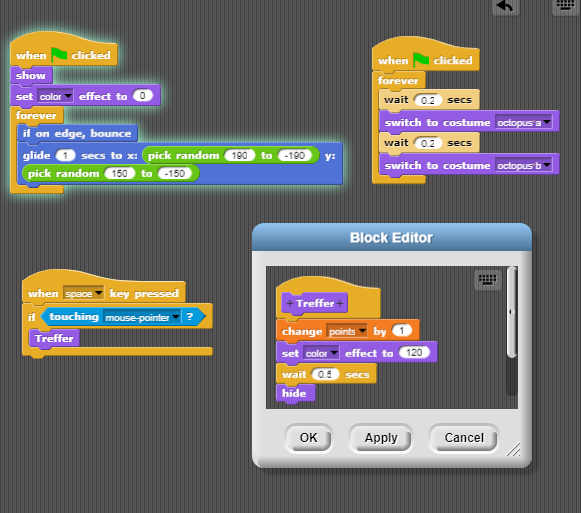 when clicked
show
set color effect to 0
forever
if on edge, bounce
glide 1 secs to x: pick random 190 to -190 y:
pick random 150 to -150
when clicked
forever
wait 0.2 secs
switch to costume octopus a
wait 0.2 secs
switch to costume octopus b
when space key pressed
if touching mouse-pointer ?
Treffer
Block Editor
+ Treffer +
change points by 1
set color effect to 120
wait 0.5 secs
hide
OK Apply Cancel